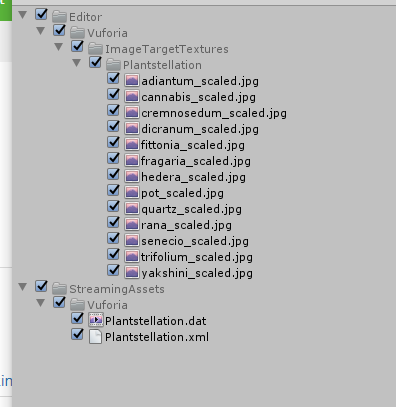 Editor
Vuforia
ImageTargetTextures
Plantstellation
adiantum_scaled.jpg
cannabis_scaled.jpg
cremnosedum_scaled.jpg
dicranum_scaled.jpg
fittonia_scaled.jpg
fragaria_scaled.jpg
hedera_scaled.jpg
pot_scaled.jpg
quartz_scaled.jpg
rana_scaled.jpg
senecio_scaled.jpg
trifolium_scaled.jpg
yakshini_scaled.jpg
StreamingAssets
Vuforia
Plantstellation.dat
Plantstellation.xml